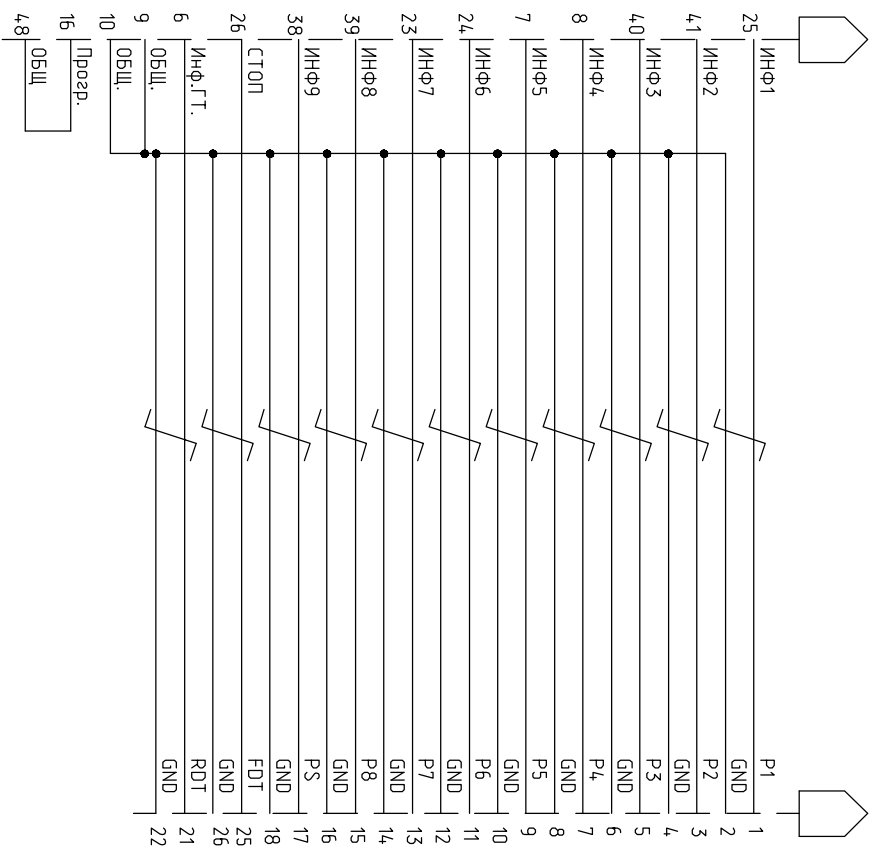 25 ИНФ1
41 ИНФ2
40 ИНФ3
8 ИНФ4
7 ИНФ5
24 ИНФ6
23 ИНФ7
39 ИНФ8
38 ИНФ9
26 СТОП
6 Инф.ГТ.
9 ОБЩ.
10 ОБЩ.
16 Прогр.
48 ОБЩ
P1 1
GND 2
P2 3
GND 4
P3 5
GND 6
P4 7
GND 8
P5 9
GND 10
P6 11
GND 12
P7 13
GND 14
P8 15
GND 16
PS 17
GND 18
FDT 25
GND 26
RDT 21
GND 22